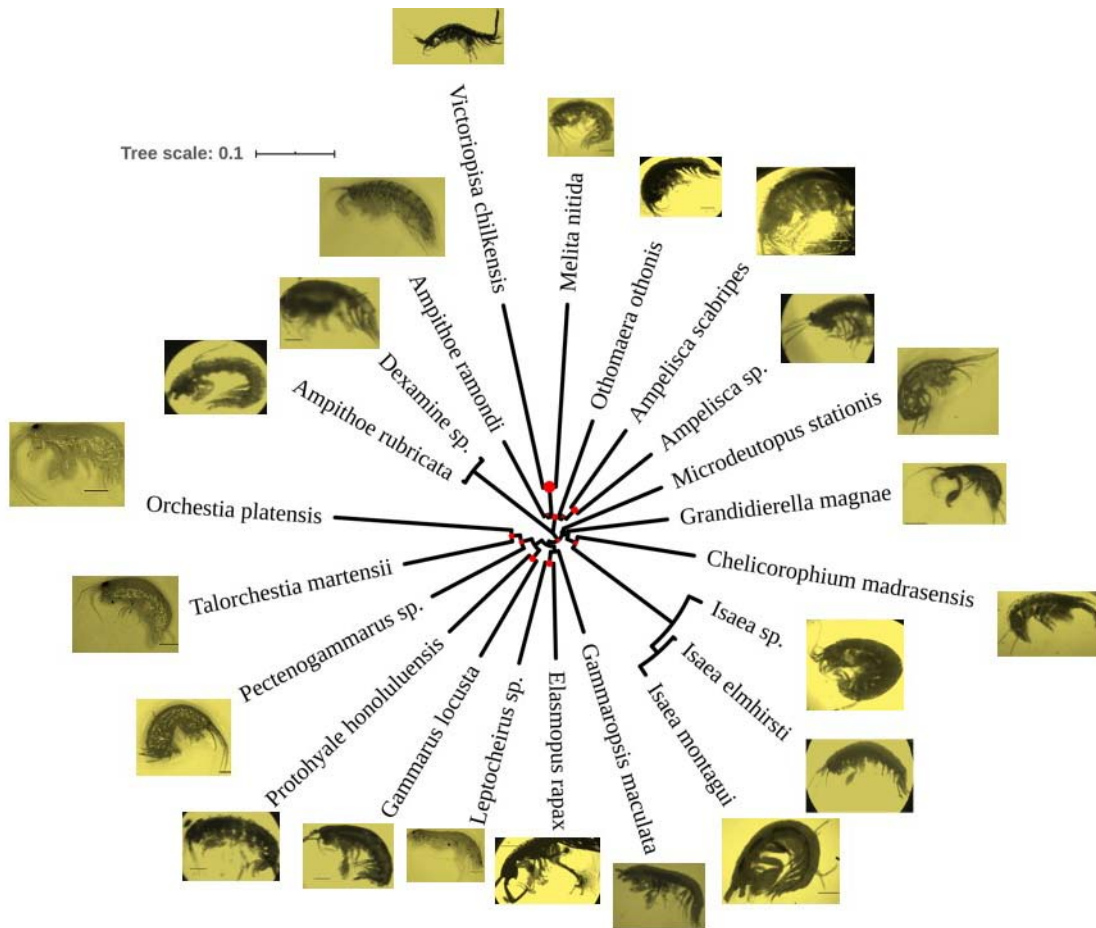 Tree scale: 0.1
Victoriopisa chilkensis
Melita nitida
Othomaera othonis
Ampelisca scabripes
Ampelisca sp.
Microdeutopus stationis
Grandidierella magnae
Chelicorophium madrasensis
Isaea sp.
Isaea elmhirsti
Isaea montagui
Gammaropsis maculata
Elasmopus rapax
Leptocheirus sp.
Gammarus locusta
Protohyale honoluluensis
Pectenogammarus sp.
Talorchestia martensii
Orchestia platensis
Ampithoe rubricata
Dexamine sp.
Ampithoe ramondi